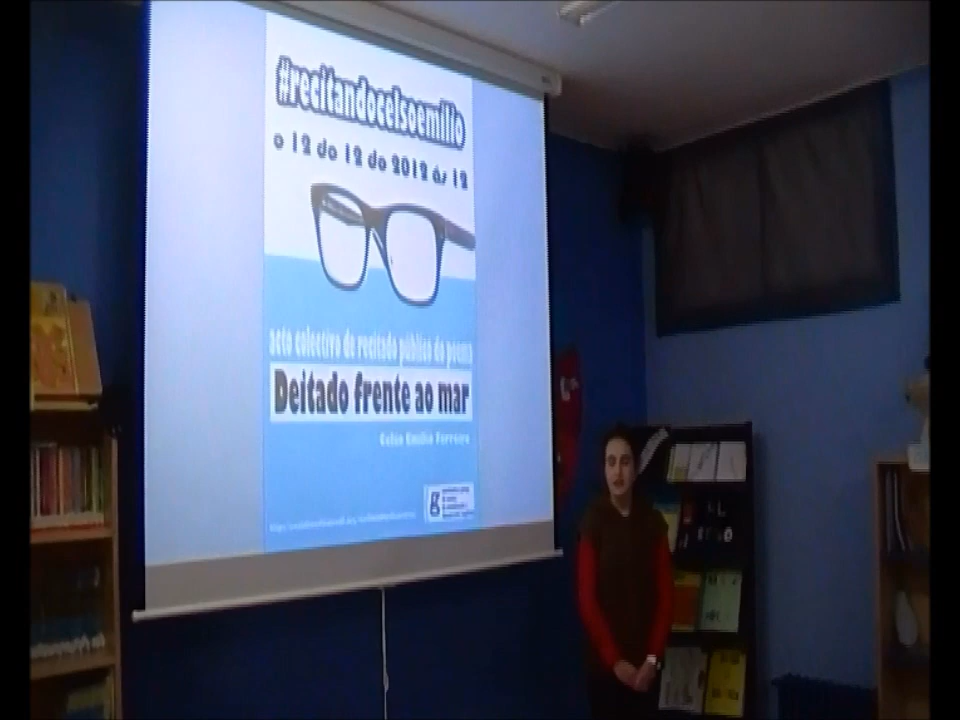 #recitandocelsoemilio
o 12 do 12 do 2012 ás 12
acto colectivo de recitado público do poema
Deitado frente ao mar
Celso Emilio Ferreiro
g